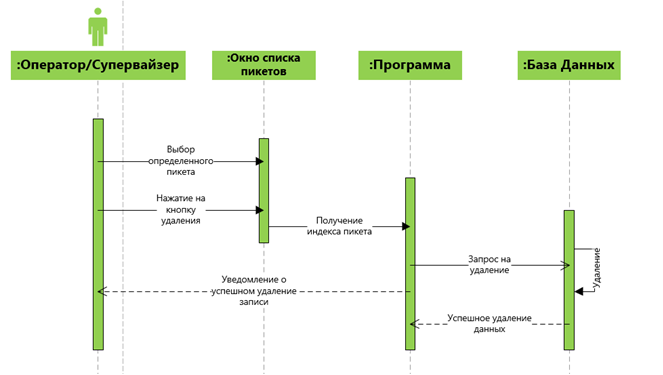 :Оператор/Супервайзер
:Окно списка
пикетов
:Программа
:База Данных
Выбор
определенного
пикета
Нажатие на
кнопку
удаления
Получение
индекса пикета
Запрос на
удаление
Удаление
Уведомление о
успешном удаление
записи
Успешное удаление
данных